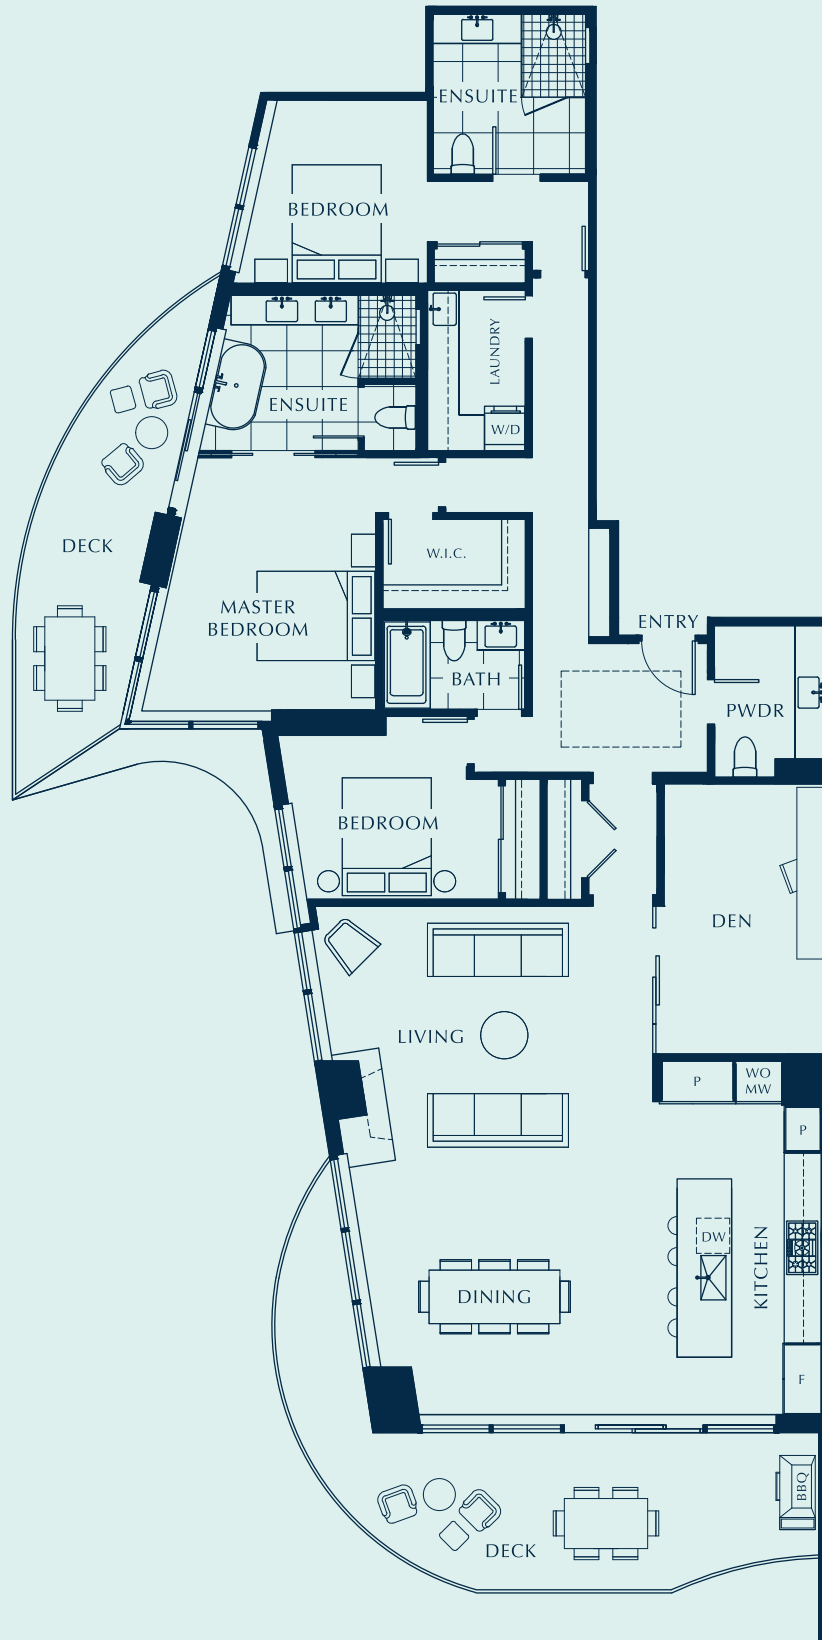 ENSUITE
BEDROOM
LAUNDRY
ENSUITE
W/D
DECK
W.I.C.
MASTER
BEDROOM
ENTRY
BATH
PWDR
BEDROOM
DEN
LIVING
P
WO
MW
P
DW
KITCHEN
DINING
F
BBQ
DECK